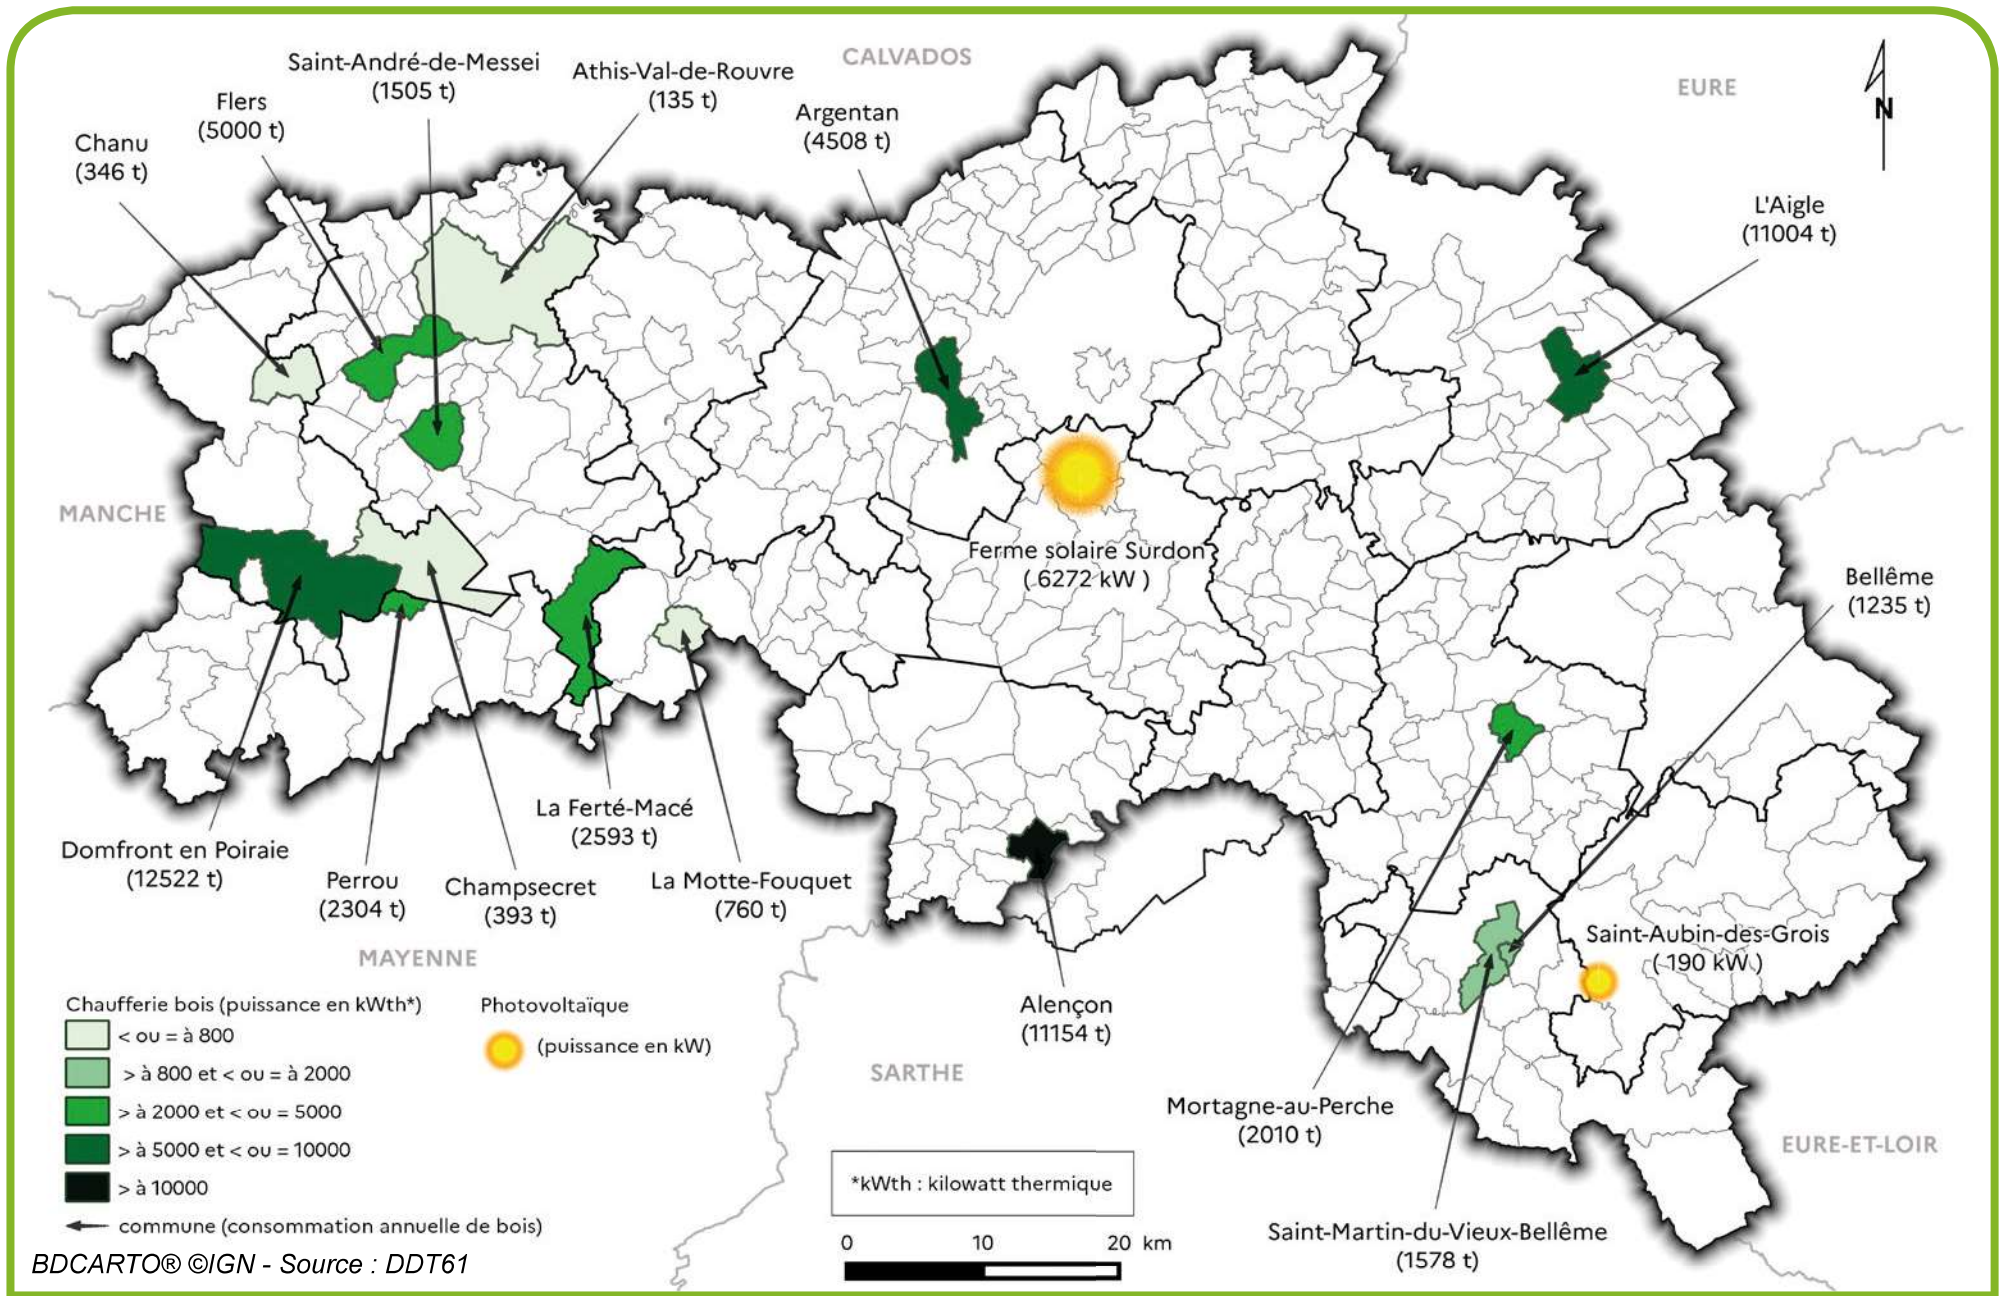 CALVADOS
EURE
Saint-André-de-Messei
(1505 t)
Athis-Val-de-Rouvre
(135 t)
Flers
(5000 t)
Argentan
(4508 t)
Chanu
(346 t)
N
L'Aigle
(11004 t)
MANCHE
Ferme solaire Surdon
( 6272 kW )
Bellême
(1235 t)
La Ferté-Macé
(2593 t)
Domfront en Poiraie
(12522 t)
Perrou
(2304 t)
Champsecret
(393 t)
La Motte-Fouquet
(760 t)
Saint-Aubin-des-Grois
( 190 kW )
MAYENNE
Alençon
(11154 t)
SARTHE
Mortagne-au-Perche
(2010 t)
EURE-ET-LOIR
Saint-Martin-du-Vieux-Bellême
(1578 t)
Chaufferie bois (puissance en kWth*)
< ou = à 800
> à 800 et < ou = à 2000
> à 2000 et < ou = 5000
> à 5000 et < ou = 10000
> à 10000
commune (consommation annuelle de bois)
Photovoltaïque
(puissance en kW)
*kWth : kilowatt thermique
0 10 20 km
BDCARTO® ©IGN - Source : DDT61